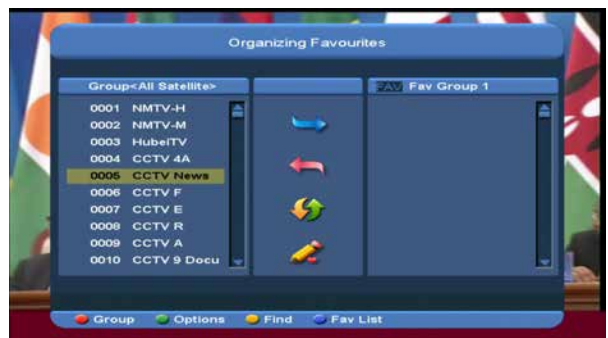 Organizing Favourites
Group<All Satellite>
FAV Fav Group 1
0001 NMTV-H
0002 NMTV-M
0003 HubeiTV
0004 CCTV 4A
0005 CCTV News
0006 CCTV F
0007 CCTV E
0008 CCTV R
0009 CCTV A
0010 CCTV 9 Docu
Group Options Find Fav List